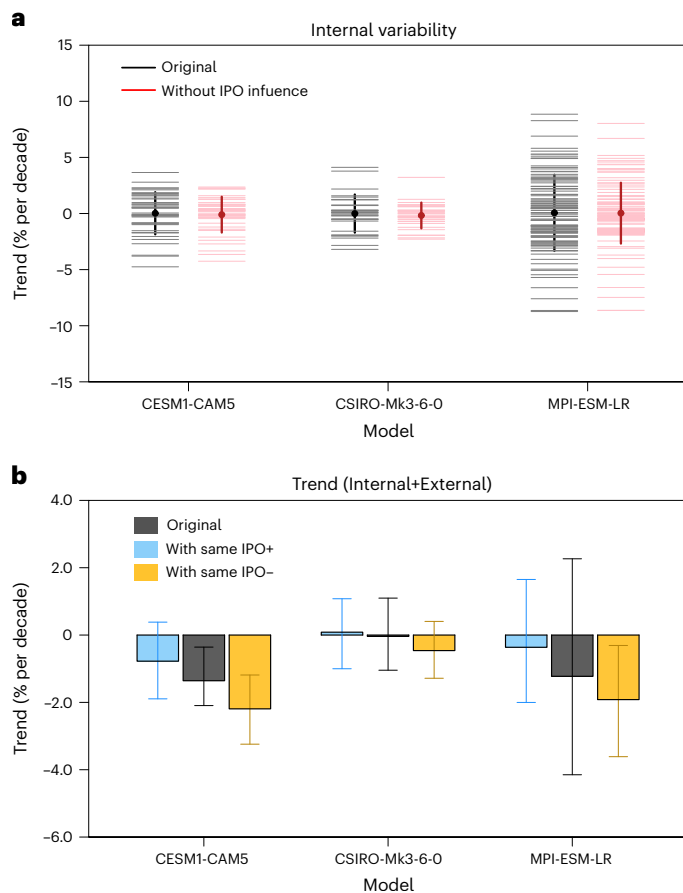 a
Internal variability
15
10
5
0
−5
−10
−15
Trend (% per decade)
Original
Without IPO infuence
CESM1-CAM5
CSIRO-Mk3-6-0
MPI-ESM-LR
Model
b
Trend (Internal+External)
4.0
2.0
0
−2.0
−4.0
−6.0
Trend (% per decade)
Original
With same IPO+
With same IPO−
CESM1-CAM5
CSIRO-Mk3-6-0
MPI-ESM-LR
Model